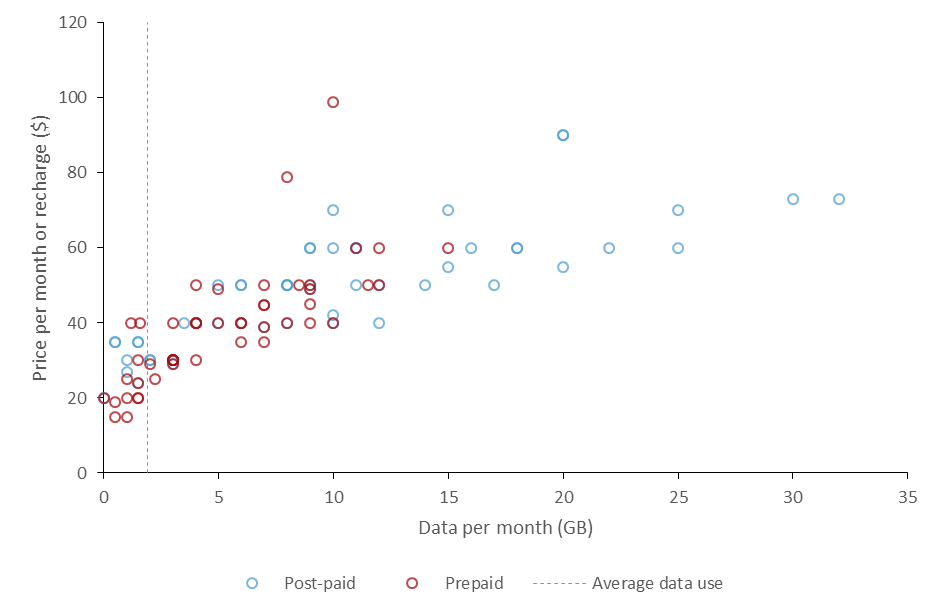 120
100
80
60
40
20
0
Price per month or recharge ($)
0 5 10 15 20 25 30 35
Data per month (GB)
Post-paid Prepaid Average data use